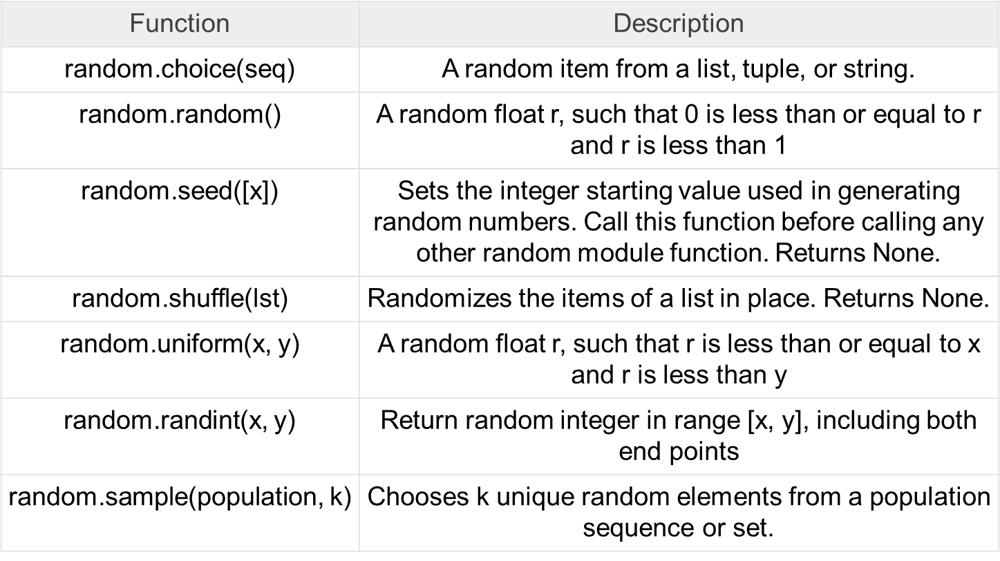 Function
Description
random.choice(seq)
A random item from a list, tuple, or string.
random.random()
A random float r, such that 0 is less than or equal to r
and r is less than 1
random.seed([x])
Sets the integer starting value used in generating
random numbers. Call this function before calling any
other random module function. Returns None.
random.shuffle(lst)
Randomizes the items of a list in place. Returns None.
random.uniform(x, y)
A random float r, such that r is less than or equal to x
and r is less than y
random.randint(x, y)
Return random integer in range [x, y], including both
end points
random.sample(population, k)
Chooses k unique random elements from a population
sequence or set.